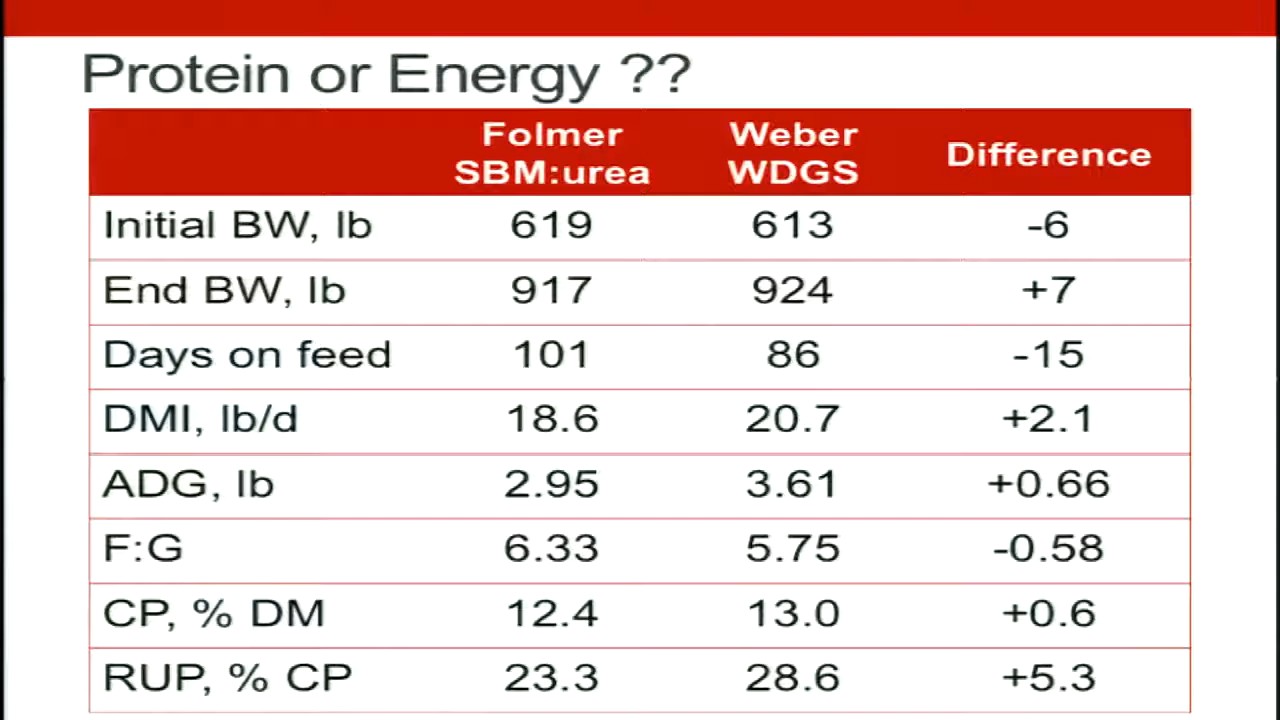 Protein or Energy ??
Folmer SBM:urea Weber WDGS Difference
Initial BW, lb 619 613 -6
End BW, lb 917 924 +7
Days on feed 101 86 -15
DMI, lb/d 18.6 20.7 +2.1
ADG, lb 2.95 3.61 +0.66
F:G 6.33 5.75 -0.58
CP, % DM 12.4 13.0 +0.6
RUP, % CP 23.3 28.6 +5.3